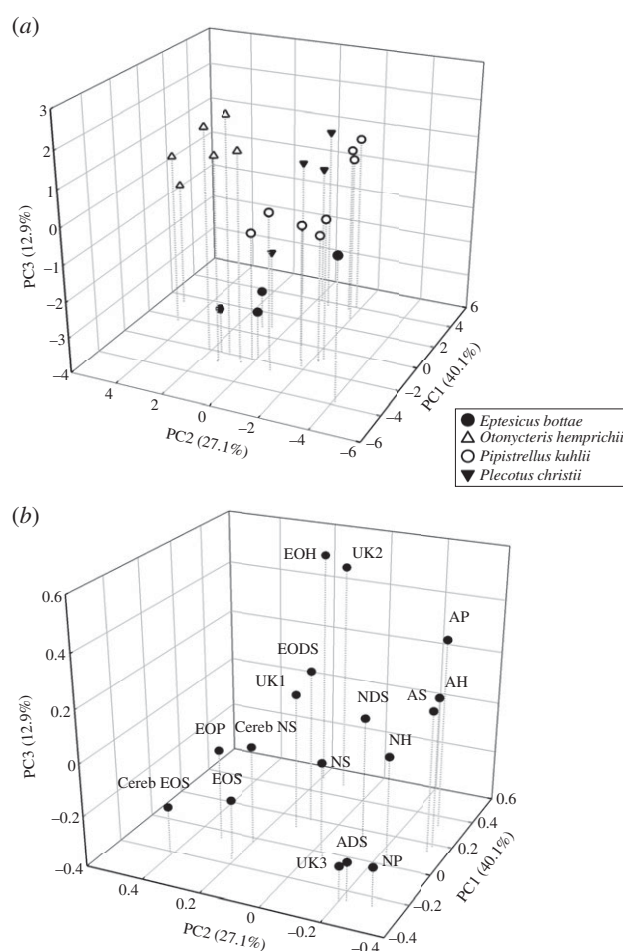 (a)
3
2
1
0
–1
–2
–3
–4
PC3 (12.9%)
4
2
0
–2
–4
–6
PC2 (27.1%)
6
4
2
0
–2
–4
–6
PC1 (40.1%)
Eptesicus bottae
Otonycteris hemprichii
Pipistrellus kuhlii
Plecotus christii
(b)
0.6
0.4
0.2
0
–0.2
–0.4
PC3 (12.9%)
EOH
UK2
AP
EODS
UK1
NDS
AS
AH
EOP
Cereb NS
NS
NH
Cereb EOS
EOS
ADS
UK3
NP
0.4
0.2
0
–0.2
–0.4
PC2 (27.1%)
0.6
0.4
0.2
0
–0.2
–0.4
PC1 (40.1%)